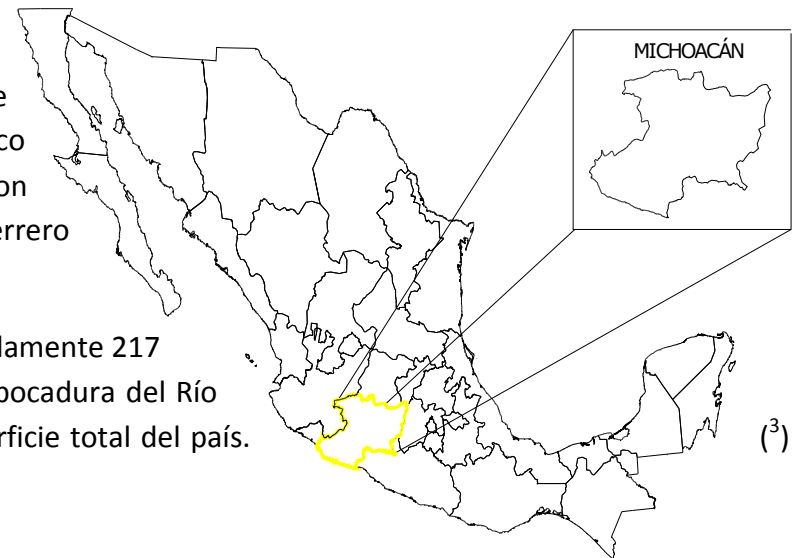 MICHOACÁN
e
co
on
errero
damente 217
bocadura del Río
rficie total del país.
(³)